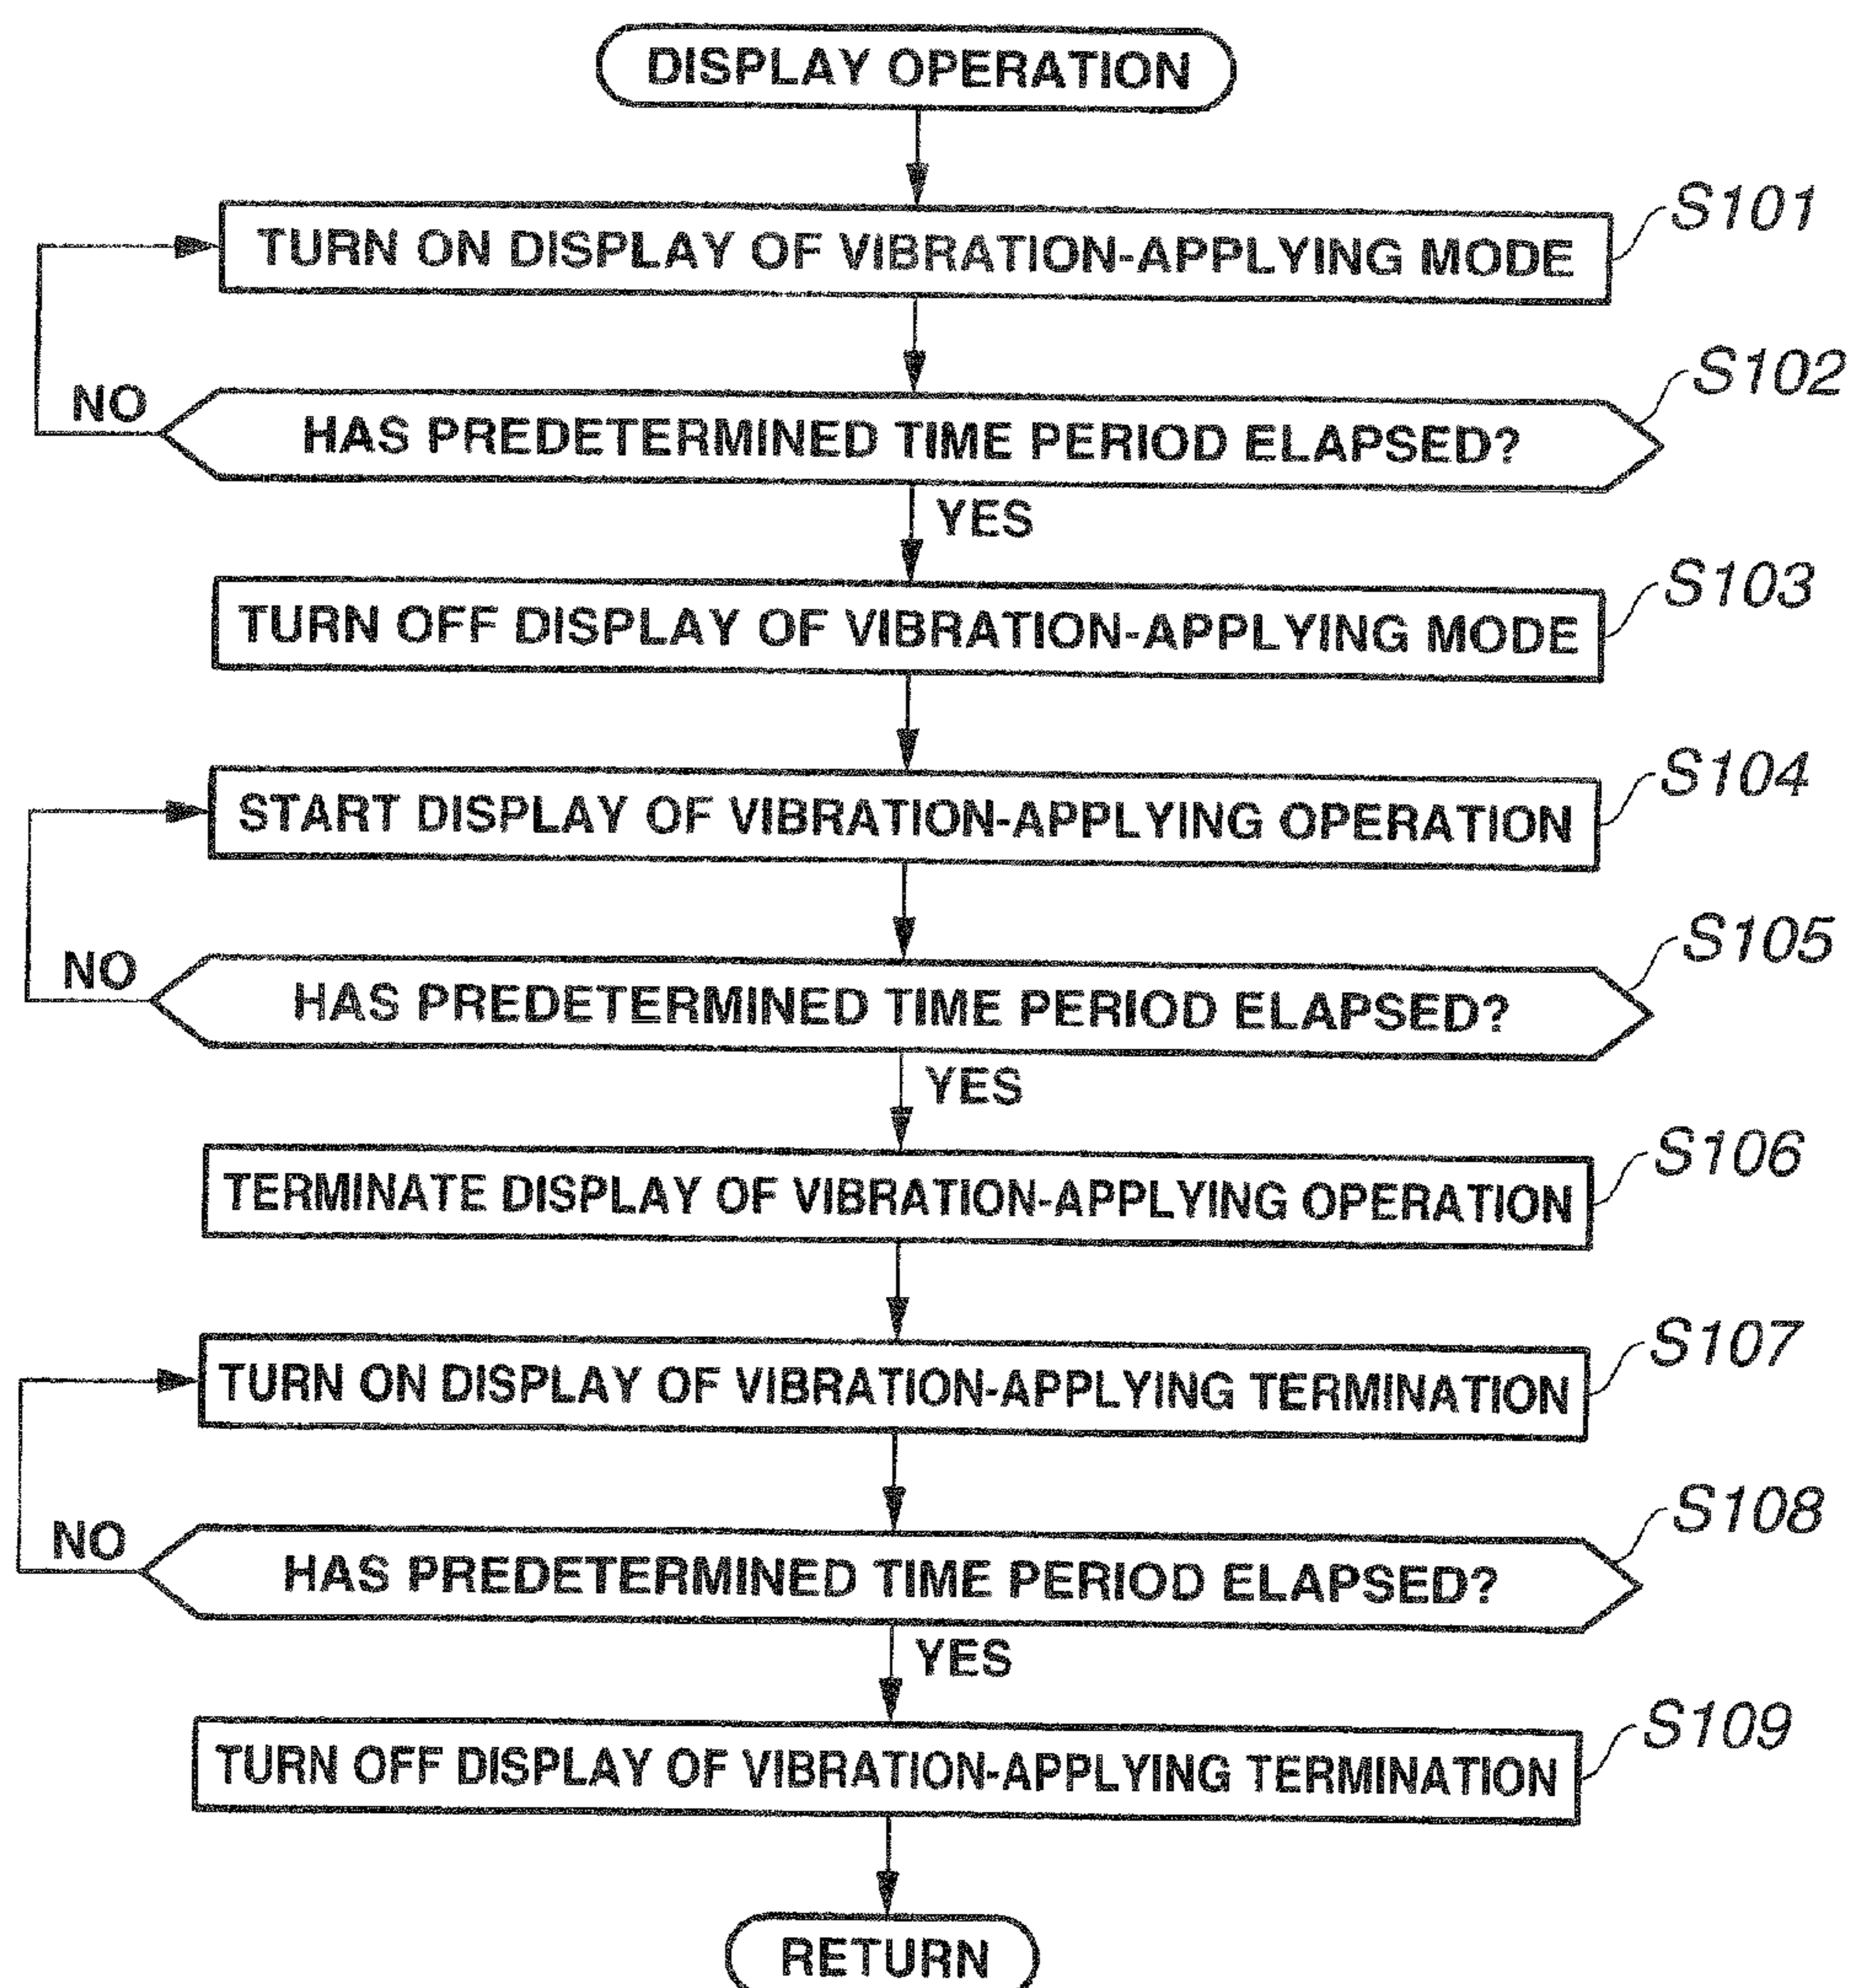 DISPLAY OPERATION
TURN ON DISPLAY OF VIBRATION-APPLYING MODE
S101
NO
HAS PREDETERMINED TIME PERIOD ELAPSED?
S102
YES
TURN OFF DISPLAY OF VIBRATION-APPLYING MODE
S103
START DISPLAY OF VIBRATION-APPLYING OPERATION
S104
NO
HAS PREDETERMINED TIME PERIOD ELAPSED?
S105
YES
TERMINATE DISPLAY OF VIBRATION-APPLYING OPERATION
S106
TURN ON DISPLAY OF VIBRATION-APPLYING TERMINATION
S107
NO
HAS PREDETERMINED TIME PERIOD ELAPSED?
S108
YES
TURN OFF DISPLAY OF VIBRATION-APPLYING TERMINATION
S109
RETURN